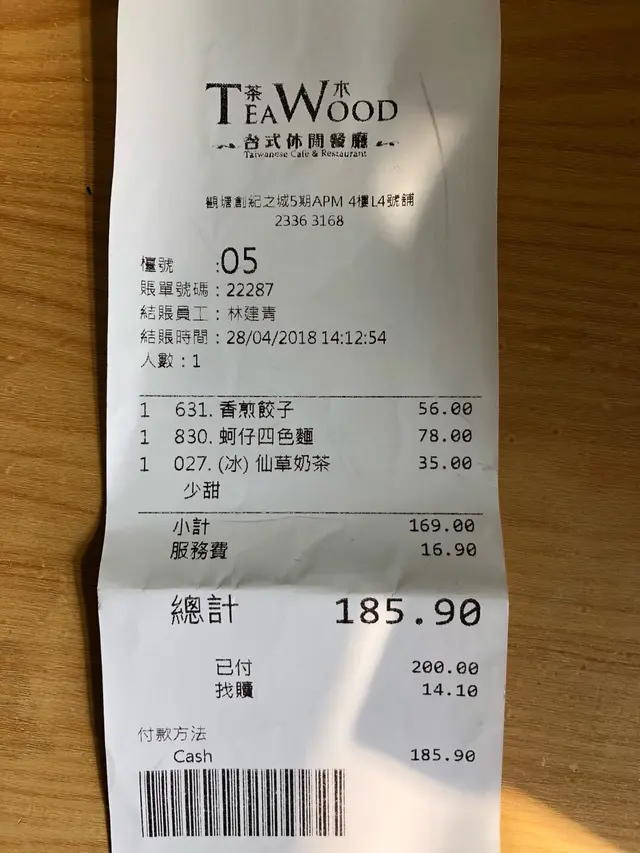 茶 木
TEAWOOD
台式休閒餐廳
Taiwanese Cafe & Restaurant
觀塘創紀之城5期APM 4樓L4號舖
2336 3168
檯號 :05
賬單號碼 : 22287
結賬員工 : 林建青
結賬時間 : 28/04/2018 14:12:54
人數 : 1
1 631. 香煎餃子 56.00
1 830. 蚵仔四色麵 78.00
1 027. (冰) 仙草奶茶 35.00
少甜
小計 169.00
服務費 16.90
總計 185.90
已付 200.00
找贖 14.10
付款方法
Cash 185.90